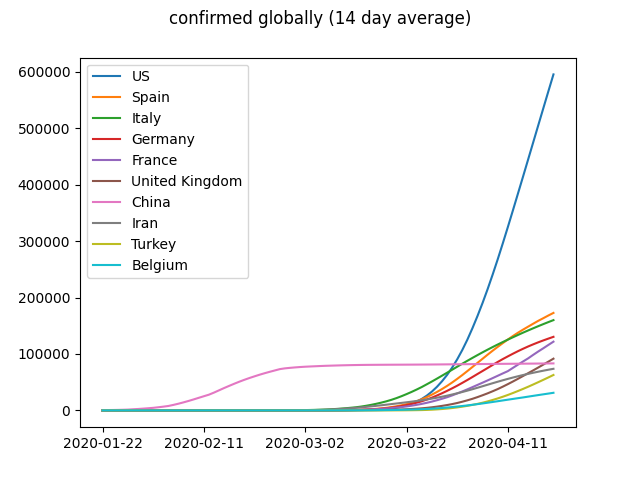 confirmed globally (14 day average)
600000
500000
400000
300000
200000
100000
0
US
Spain
Italy
Germany
France
United Kingdom
China
Iran
Turkey
Belgium
2020-01-22 2020-02-11 2020-03-02 2020-03-22 2020-04-11